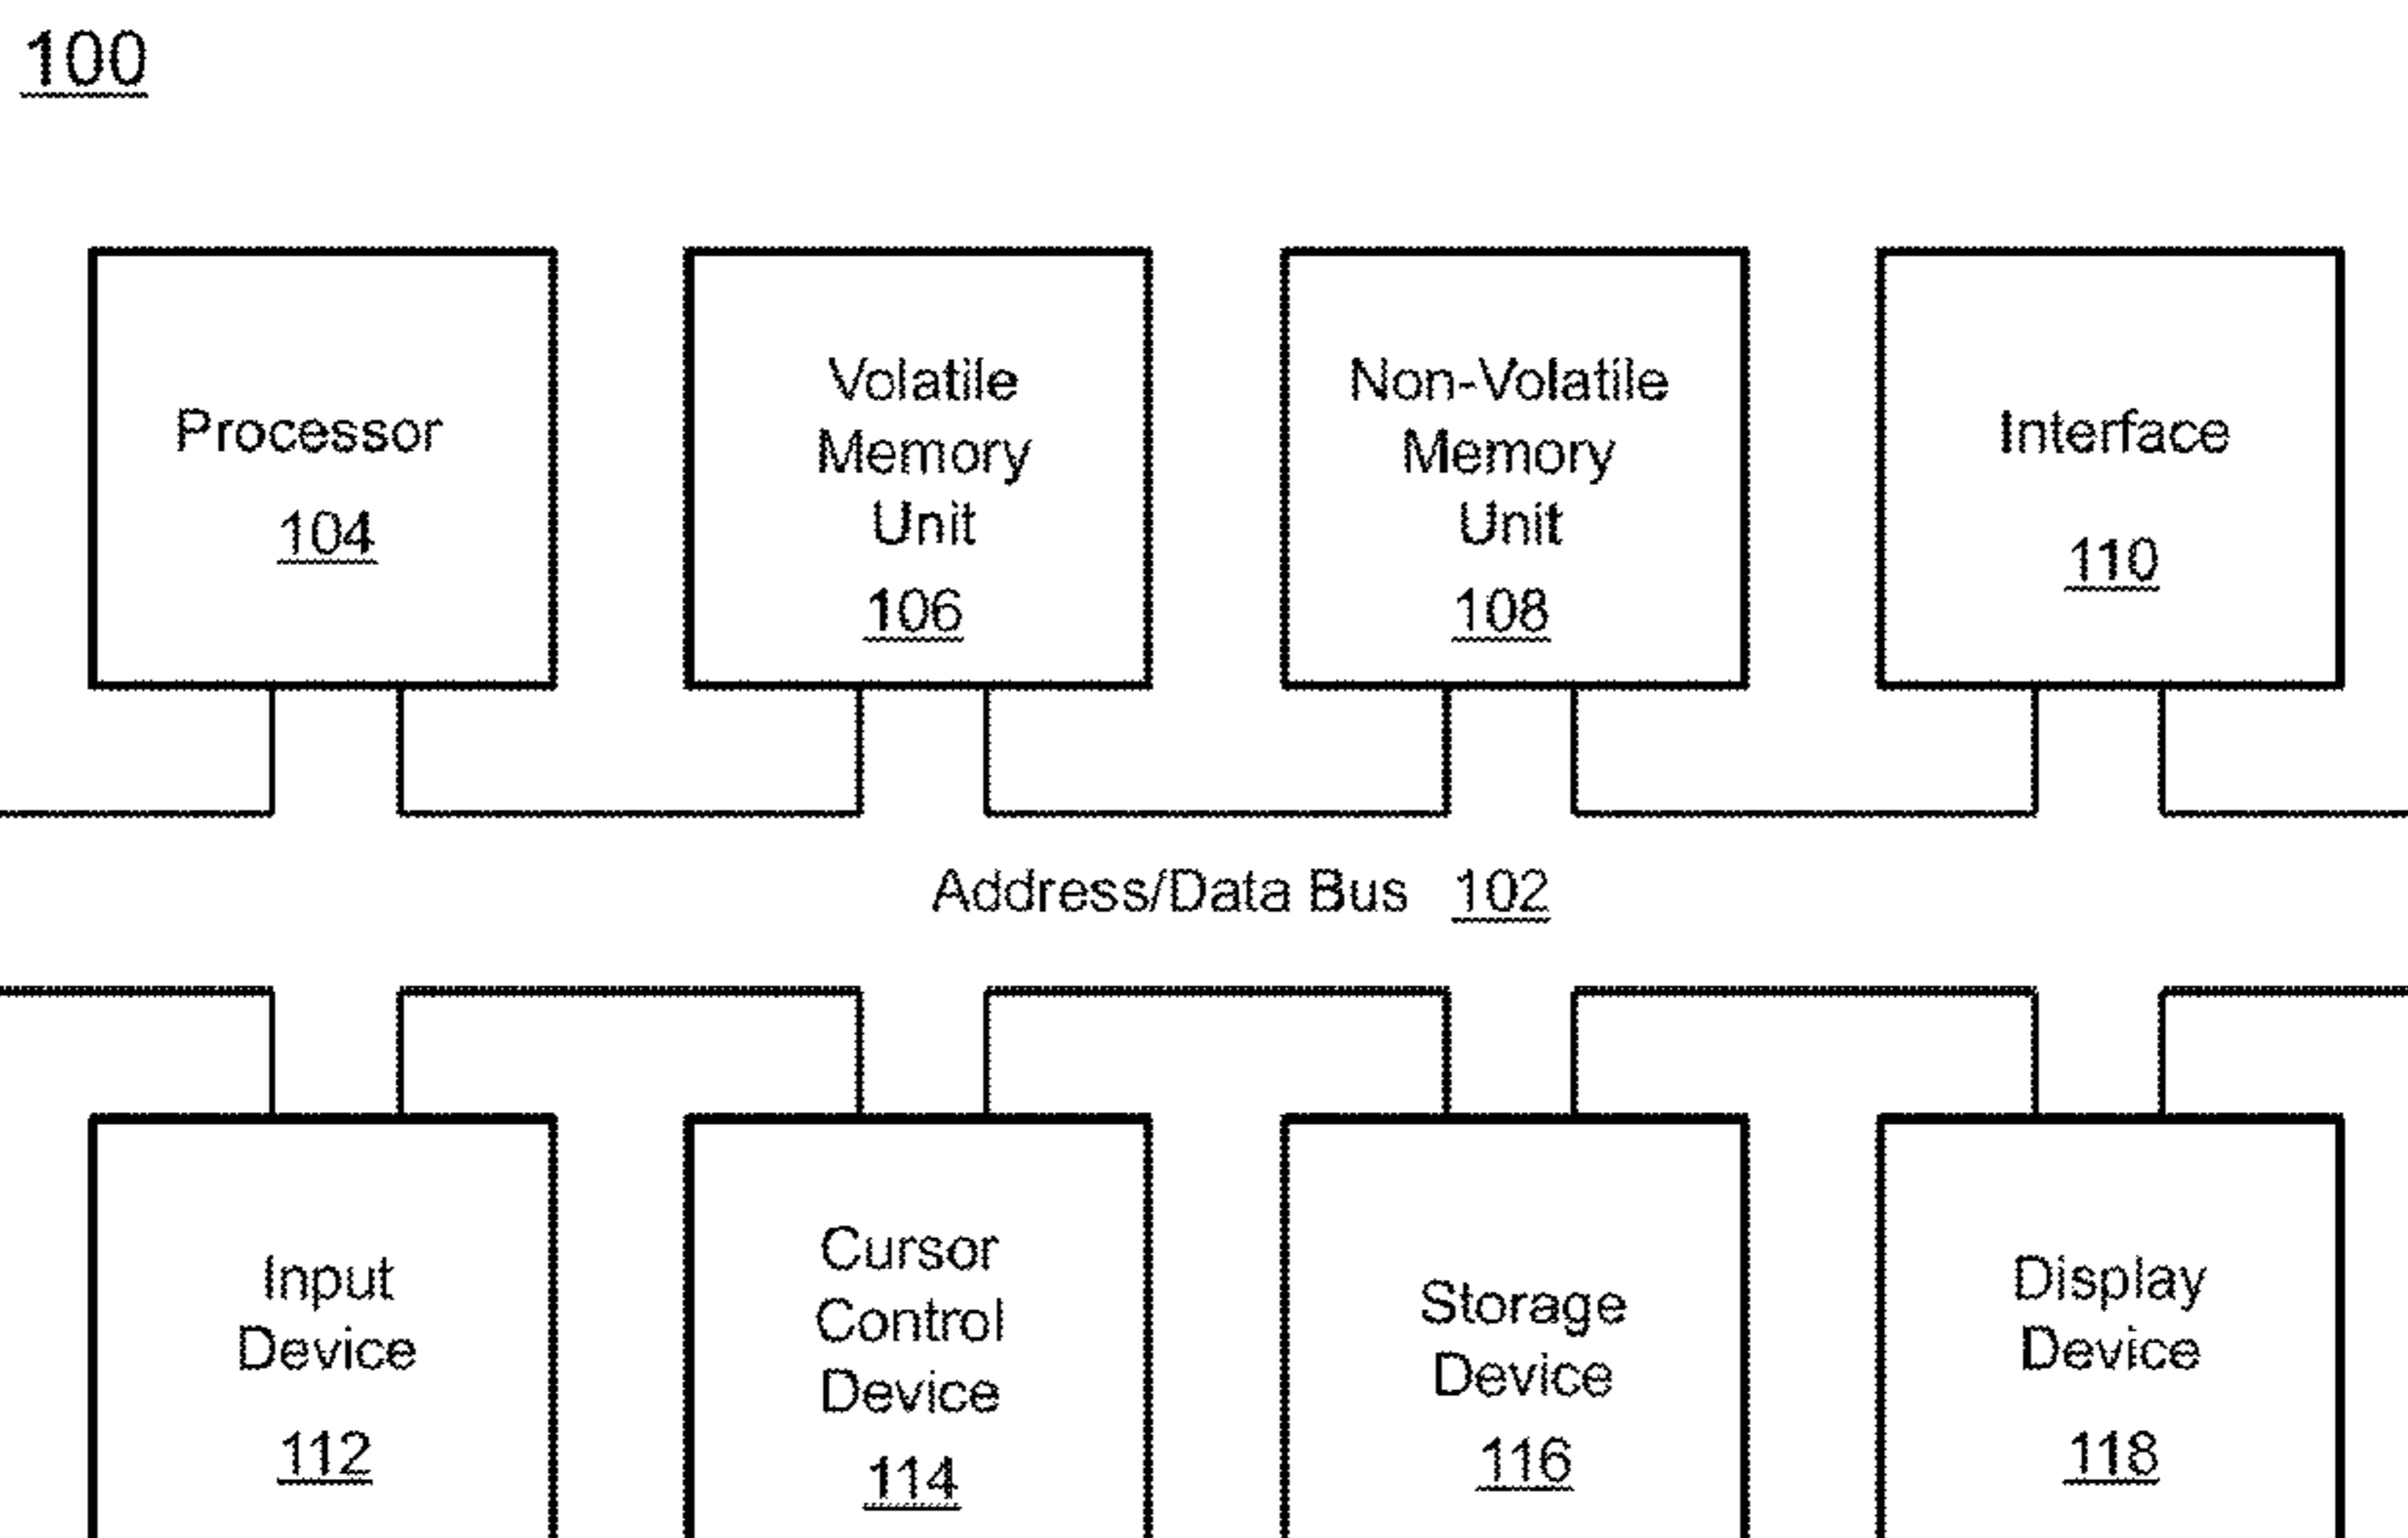 100
Processor
104
Volatile
Memory
Unit
106
Non-Volatile
Memory
Unit
108
Interface
110
Address/Data Bus 102
Input
Device
112
Cursor
Control
Device
114
Storage
Device
116
Display
Device
118